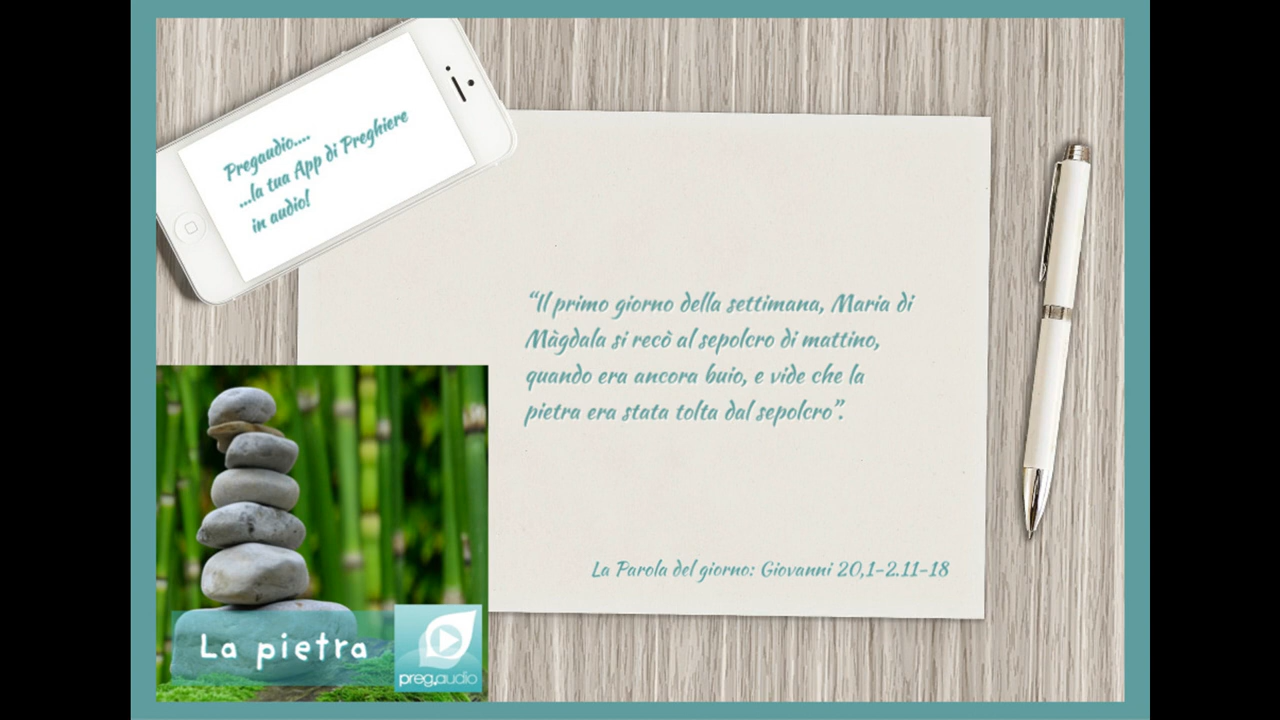 Pregaudio....
...la tua App di Preghiere
in audio!
“Il primo giorno della settimana, Maria di
Màgdala si recò al sepolcro di mattino,
quando era ancora buio, e vide che la
pietra era stata tolta dal sepolcro”.
La Parola del giorno: Giovanni 20,1-2.11-18
La pietra
preg.audio